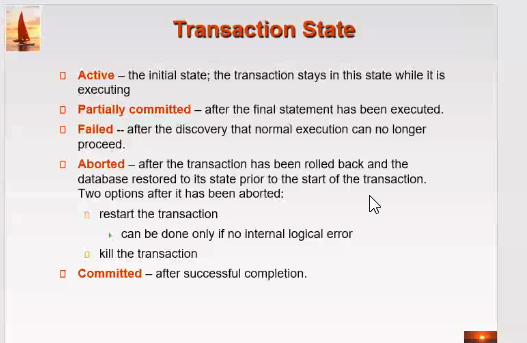 Transaction State
Active – the initial state; the transaction stays in this state while it is
executing
Partially committed – after the final statement has been executed.
Failed -- after the discovery that normal execution can no longer
proceed.
Aborted – after the transaction has been rolled back and the
database restored to its state prior to the start of the transaction.
Two options after it has been aborted:
restart the transaction
can be done only if no internal logical error
kill the transaction
Committed – after successful completion.